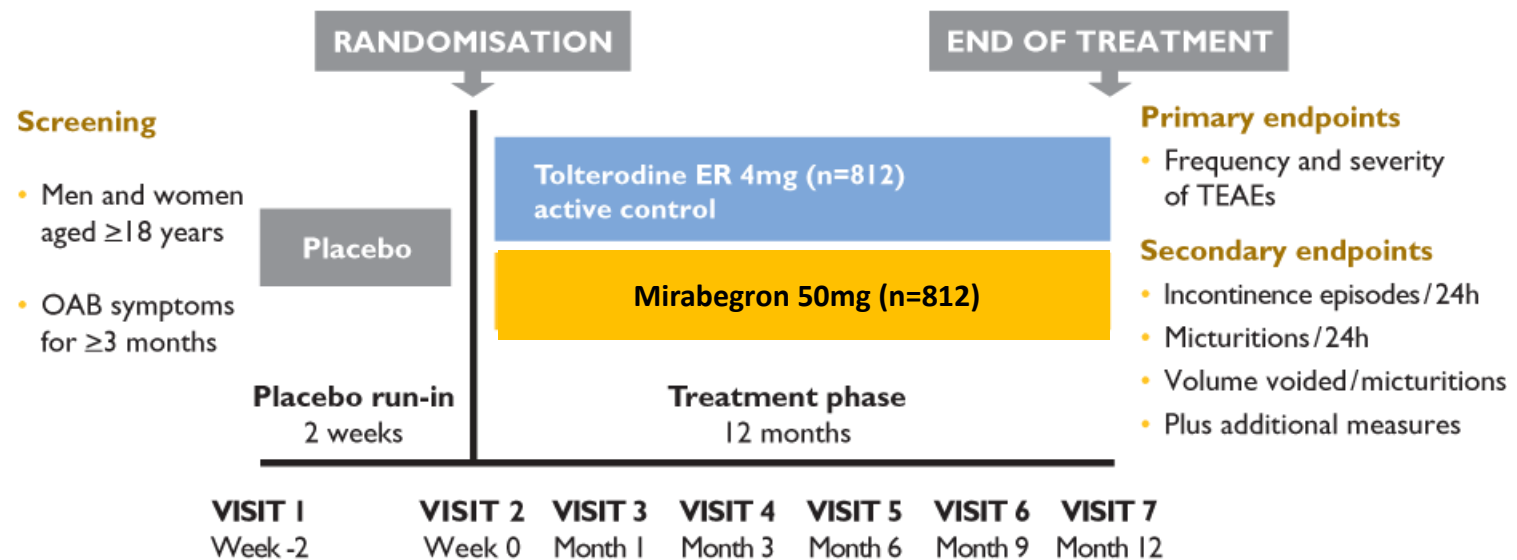 RANDOMISATION
END OF TREATMENT
Screening
• Men and women
aged ≥18 years
• OAB symptoms
for ≥3 months
Placebo
Tolterodine ER 4mg (n=812)
active control
Mirabegron 50mg (n=812)
Primary endpoints
• Frequency and severity
of TEAEs
Secondary endpoints
• Incontinence episodes/24h
• Micturitions/24h
• Volume voided/micturitions
• Plus additional measures
Placebo run-in
2 weeks
Treatment phase
12 months
VISIT 1
Week -2
VISIT 2
Week 0
VISIT 3
Month 1
VISIT 4
Month 3
VISIT 5
Month 6
VISIT 6
Month 9
VISIT 7
Month 12